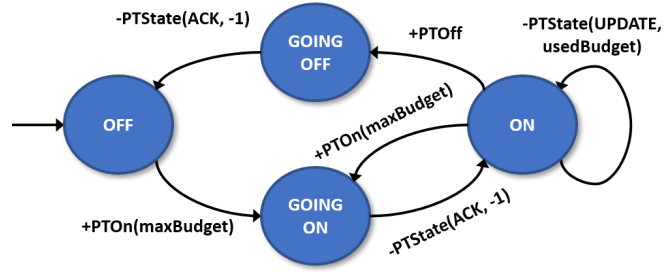 -PTState(ACK, -1)
GOING
OFF
+PTOff
-PTState(UPDATE,
usedBudget)
OFF
+PTOn(maxBudget)
ON
+PTOn(maxBudget)
GOING
ON
-PTState(ACK, -1)